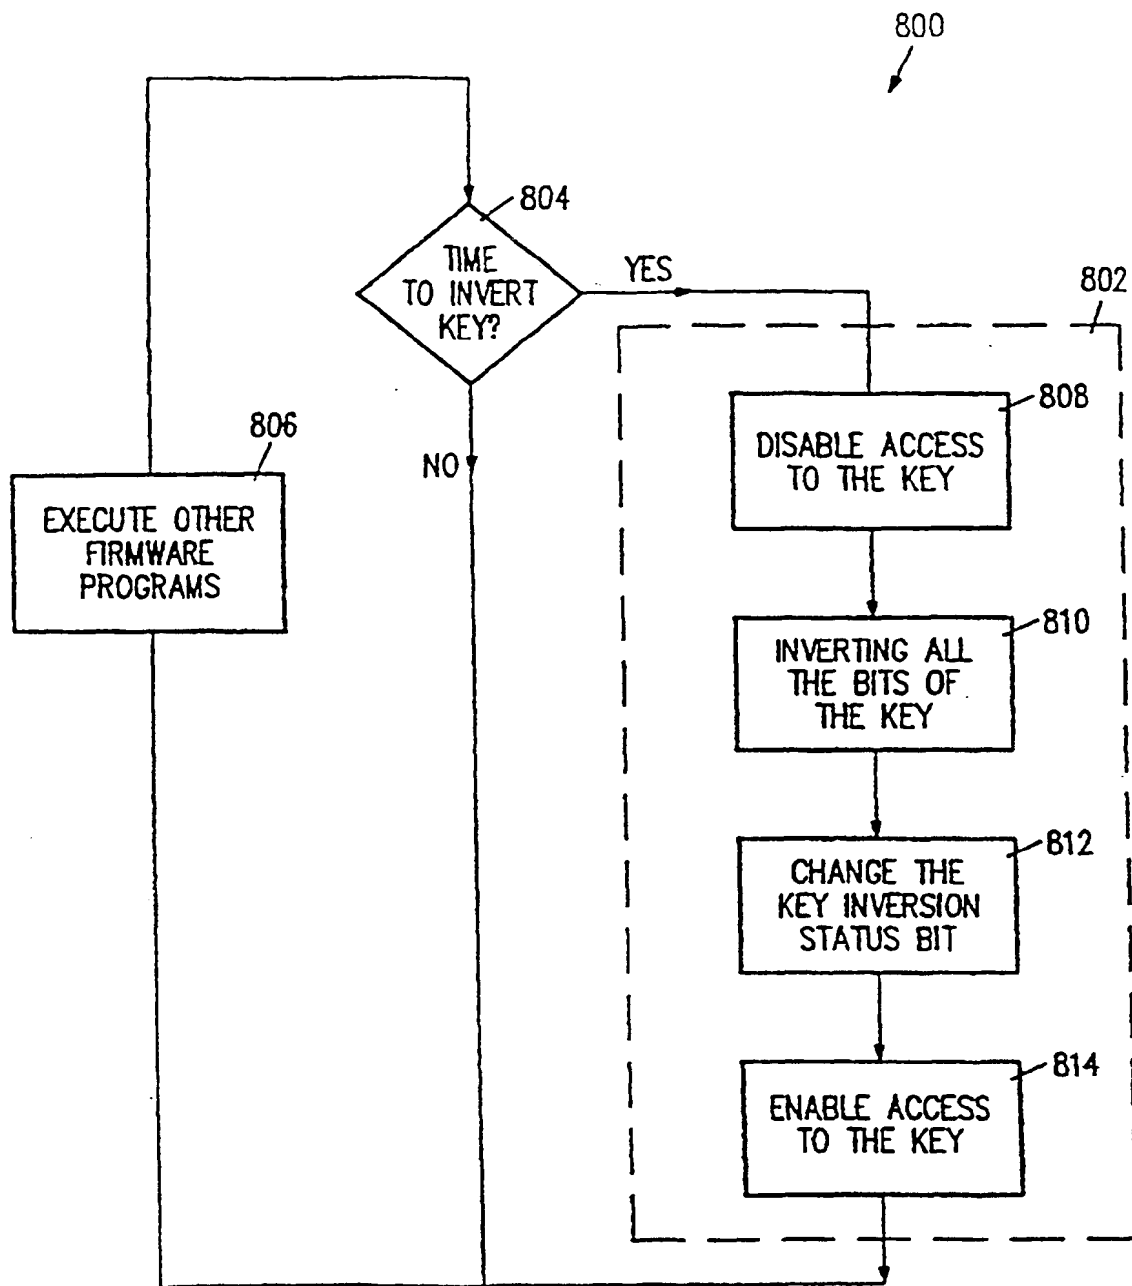 800
804
TIME
TO INVERT
KEY?
YES
802
NO
806
EXECUTE OTHER
FIRMWARE
PROGRAMS
808
DISABLE ACCESS
TO THE KEY
810
INVERTING ALL
THE BITS OF
THE KEY
812
CHANGE THE
KEY INVERSION
STATUS BIT
814
ENABLE ACCESS
TO THE KEY